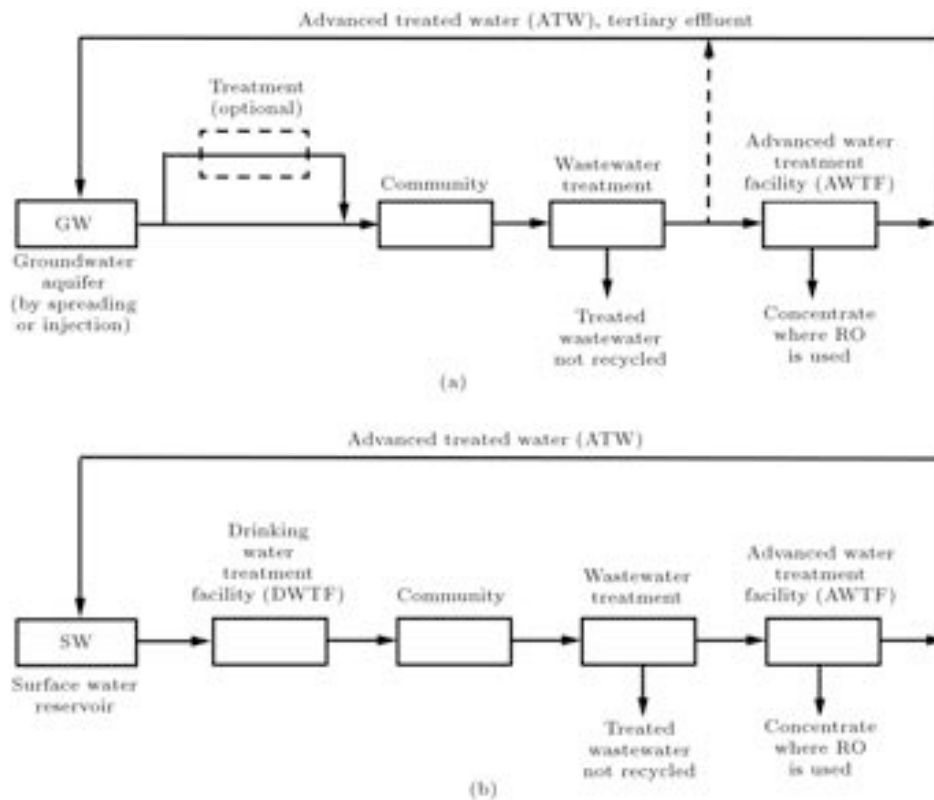 Advanced treated water (ATW), tertiary effluent
Treatment
(optional)
Community
Wastewater
treatment
Advanced water
treatment
facility (AWTF)
GW
Groundwater
aquifer
(by spreading
or injection)
Treated
wastewater
not recycled
Concentrate
where RO
is used
(a)
Advanced treated water (ATW)
Drinking
water
treatment
facility (DWTF)
Community
Wastewater
treatment
Advanced water
treatment
facility (AWTF)
SW
Surface water
reservoir
Treated
wastewater
not recycled
Concentrate
where RO
is used
(b)